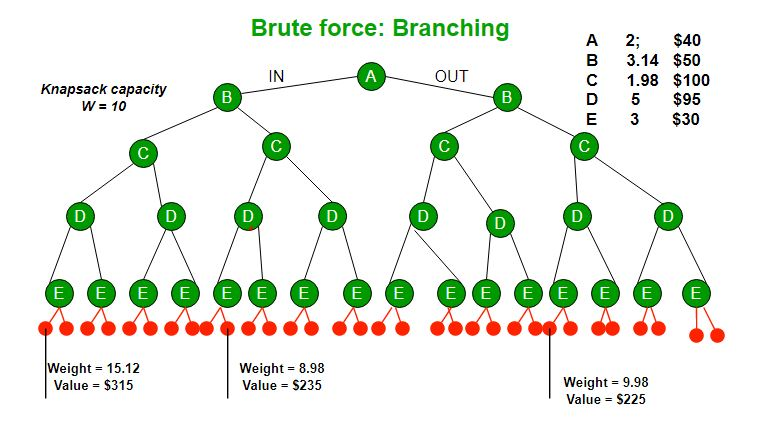 Brute force: Branching
A 2; $40
B 3.14 $50
C 1.98 $100
D 5 $95
E 3 $30
Knapsack capacity
W = 10
IN A OUT
B B
C C C C
D D D D D D D D
E E E E E E E E E E E E E E E E
Weight = 15.12
Value = $315
Weight = 8.98
Value = $235
Weight = 9.98
Value = $225